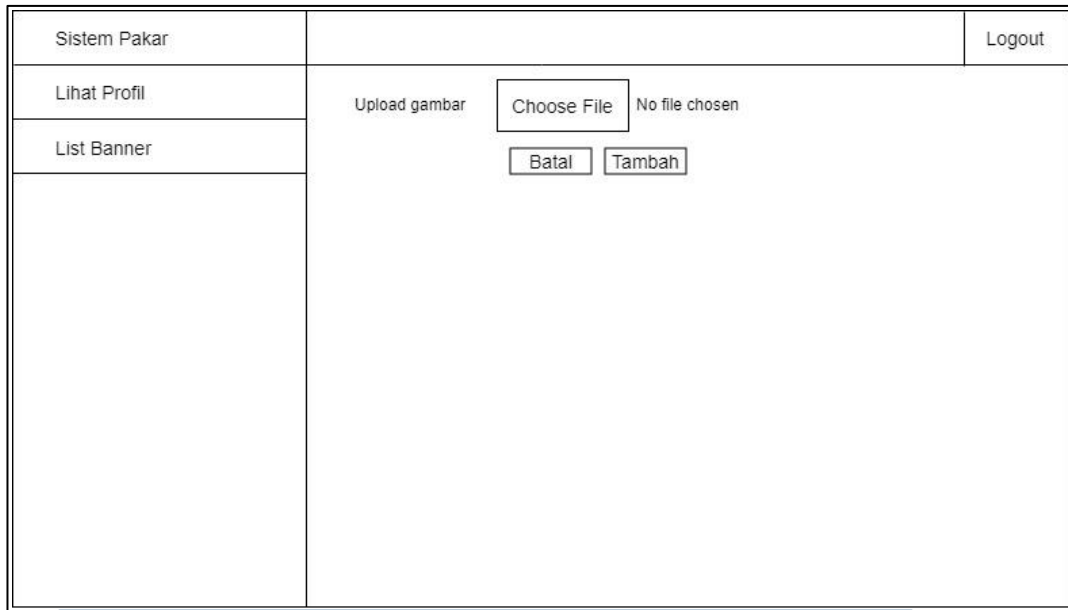 Sistem Pakar
Logout
Lihat Profil
List Banner
Upload gambar
Choose File
No file chosen
Batal
Tambah